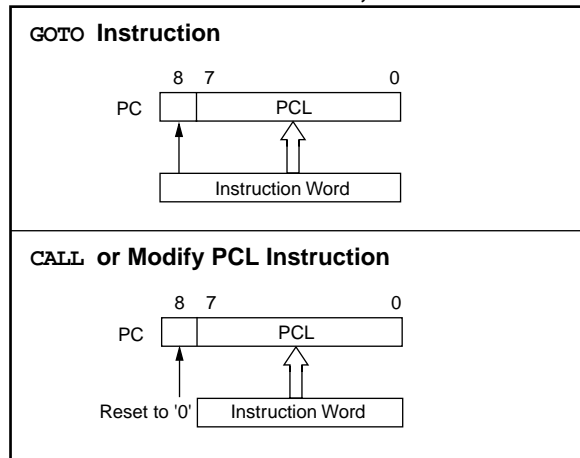 GOTO Instruction
8 7 0
PC PCL
Instruction Word
CALL or Modify PCL Instruction
8 7 0
PC PCL
Reset to '0' Instruction Word